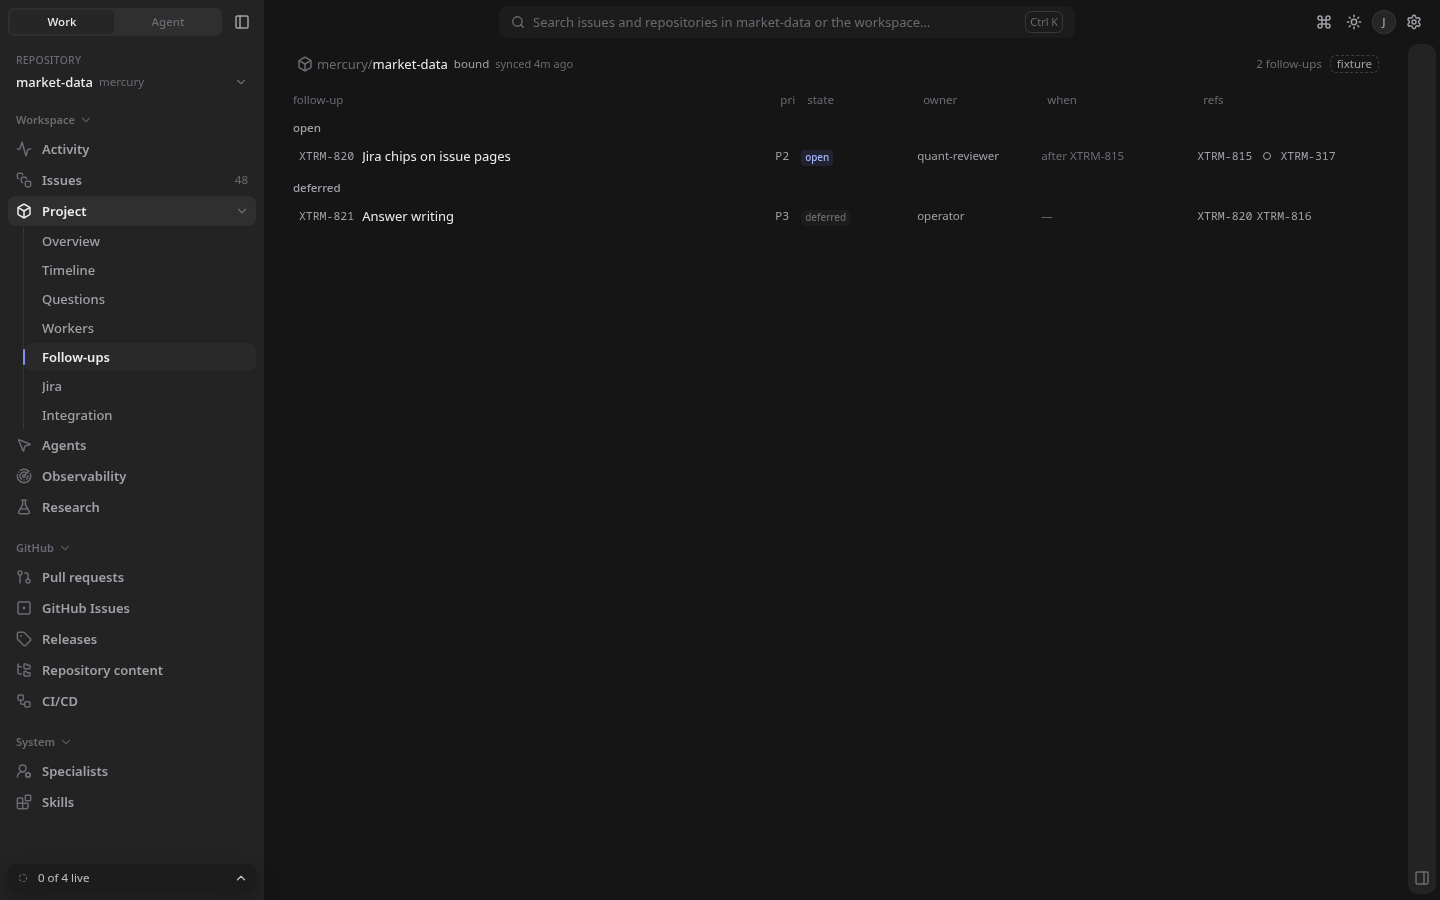 Work Agent
Search issues and repositories in market-data or the workspace... Ctrl K J
REPOSITORY
market-data mercury
Workspace
Activity
Issues 48
Project
Overview
Timeline
Questions
Workers
Follow-ups
Jira
Integration
Agents
Observability
Research
GitHub
Pull requests
GitHub Issues
Releases
Repository content
CI/CD
System
Specialists
Skills
0 of 4 live
mercury/market-data bound synced 4m ago 2 follow-ups fixture
follow-up pri state owner when refs
open
XTRM-820 Jira chips on issue pages P2 open quant-reviewer after XTRM-815 XTRM-815 XTRM-317
deferred
XTRM-821 Answer writing P3 deferred operator — XTRM-820 XTRM-816